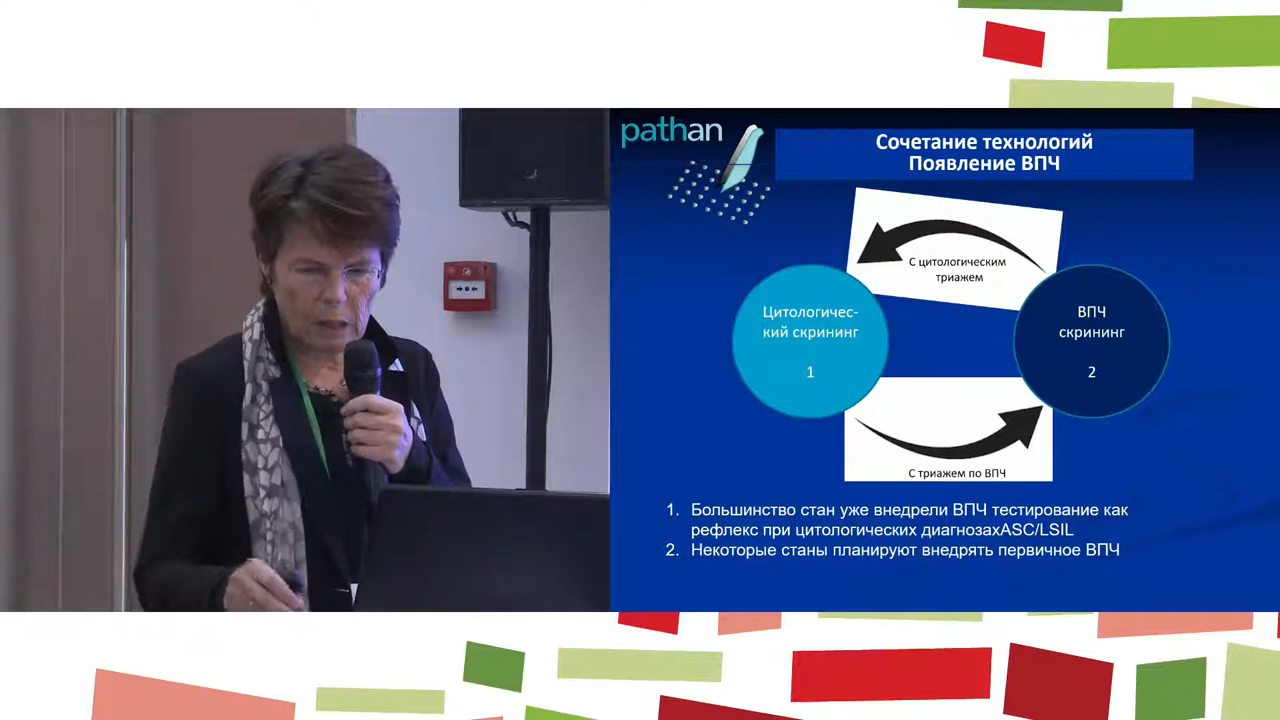 pathan
Сочетание технологий
Появление ВПЧ
С цитологическим
триажем
Цитологичес-
кий скрининг
1
ВПЧ
скрининг
2
С триажем по ВПЧ
1. Большинство стан уже внедрели ВПЧ тестирование как
рефлекс при цитологических диагнозахASC/LSIL
2. Некоторые станы планируют внедрять первичное ВПЧ